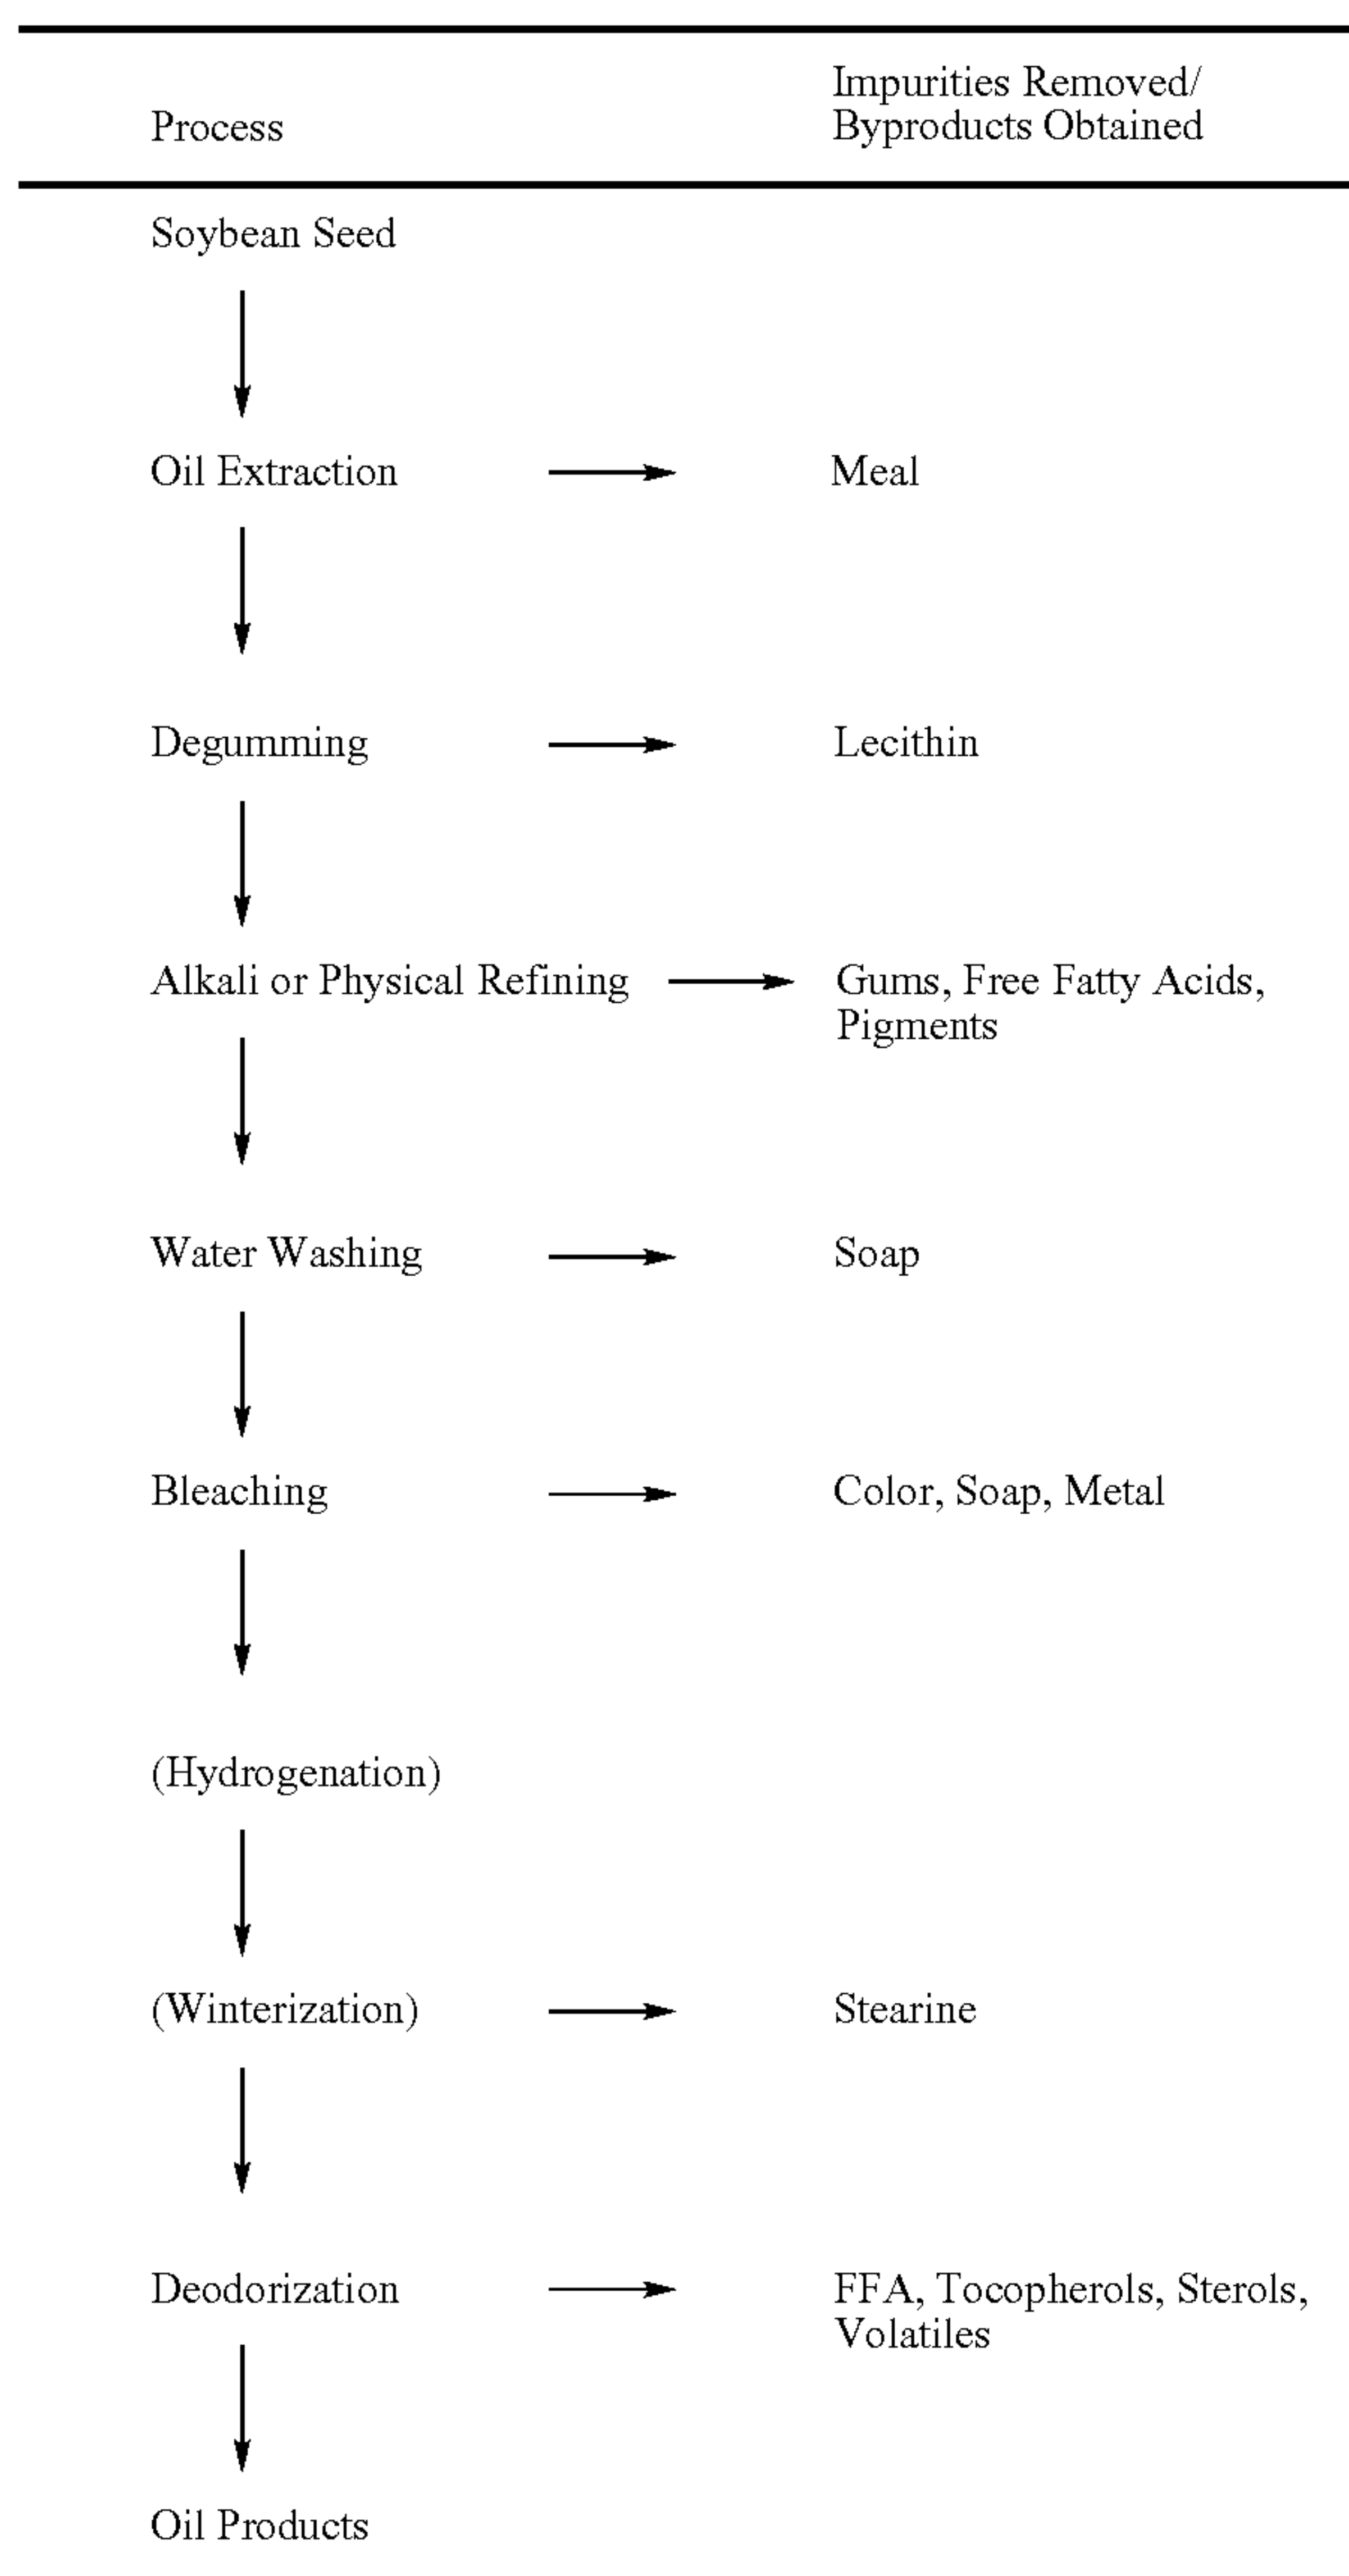 Process
Impurities Removed/
Byproducts Obtained
Soybean Seed
Oil Extraction
Meal
Degumming
Lecithin
Alkali or Physical Refining
Gums, Free Fatty Acids,
Pigments
Water Washing
Soap
Bleaching
Color, Soap, Metal
(Hydrogenation)
(Winterization)
Stearine
Deodorization
FFA, Tocopherols, Sterols,
Volatiles
Oil Products